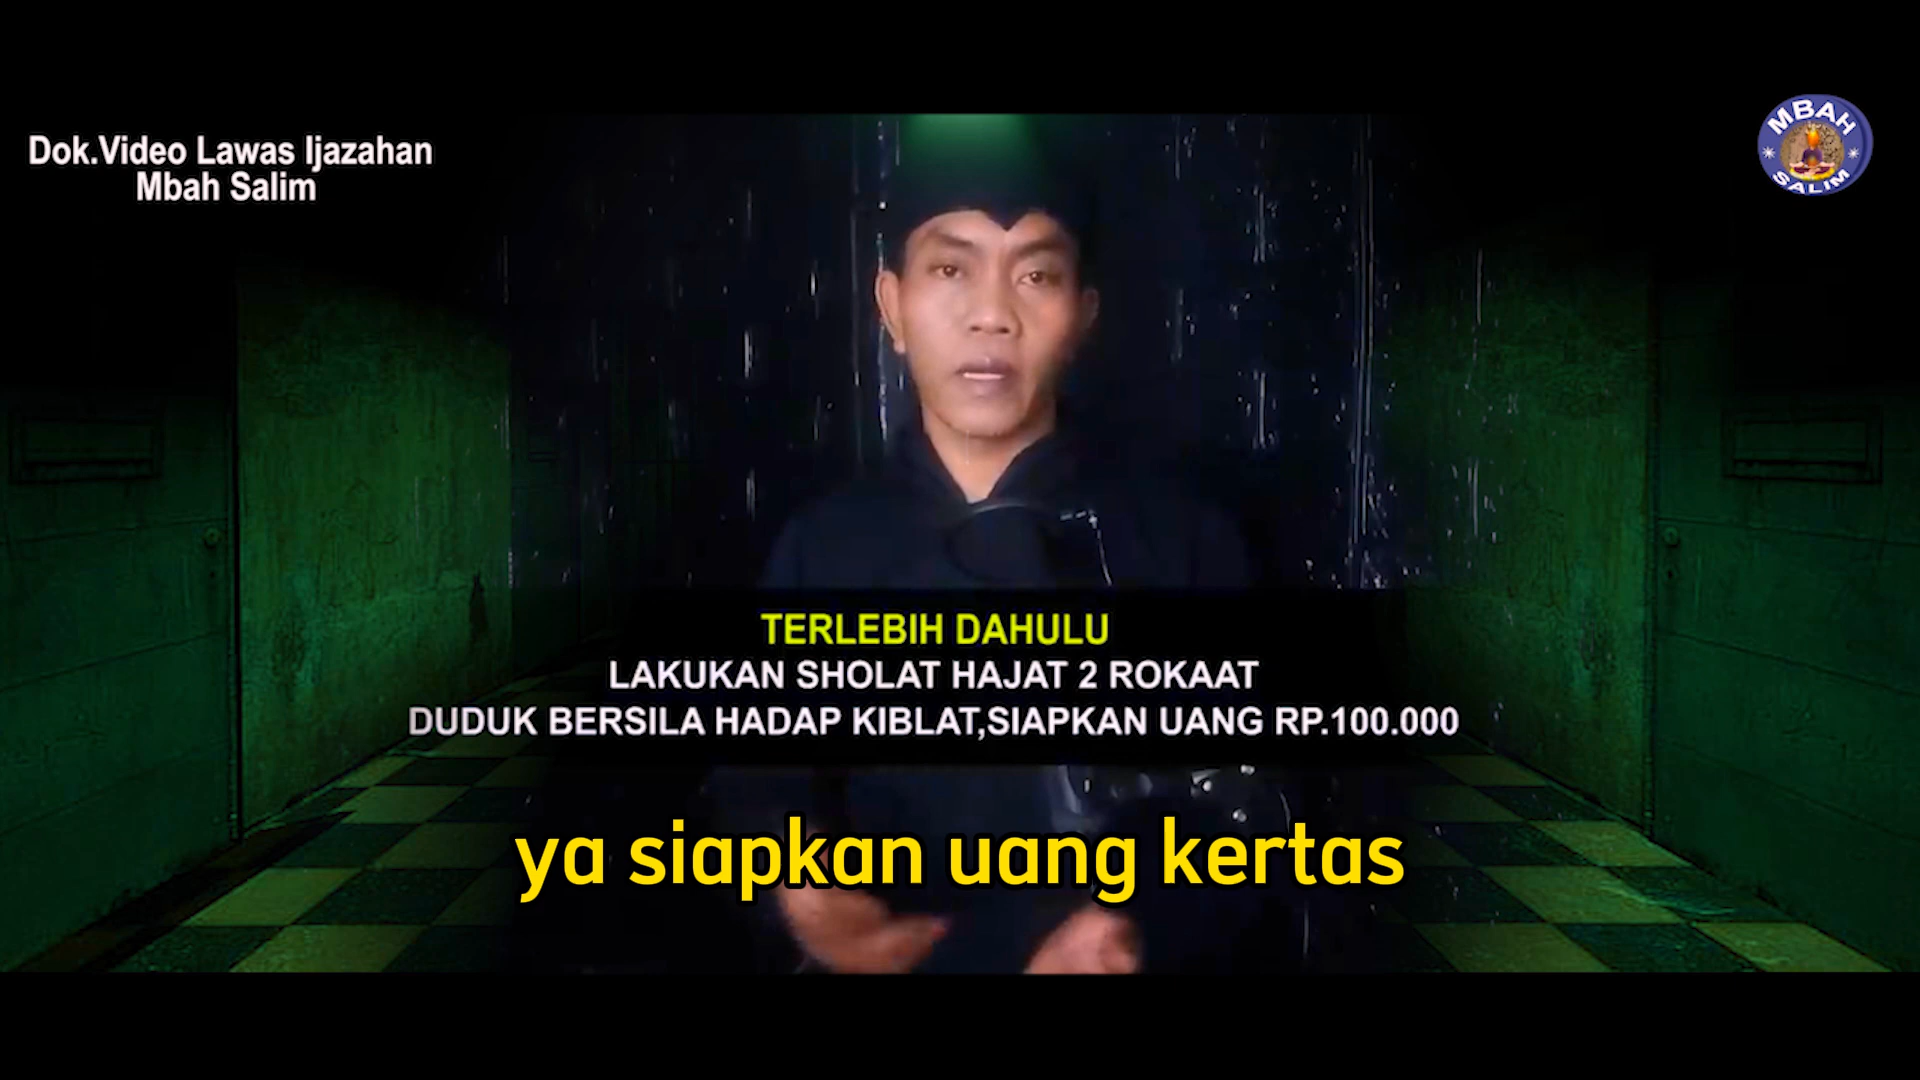 Dok.Video Lawas Ijazahan
Mbah Salim
MBAH
SALIM
TERLEBIH DAHULU
LAKUKAN SHOLAT HAJAT 2 ROKAAT
DUDUK BERSILA HADAP KIBLAT,SIAPKAN UANG RP.100.000
ya siapkan uang kertas